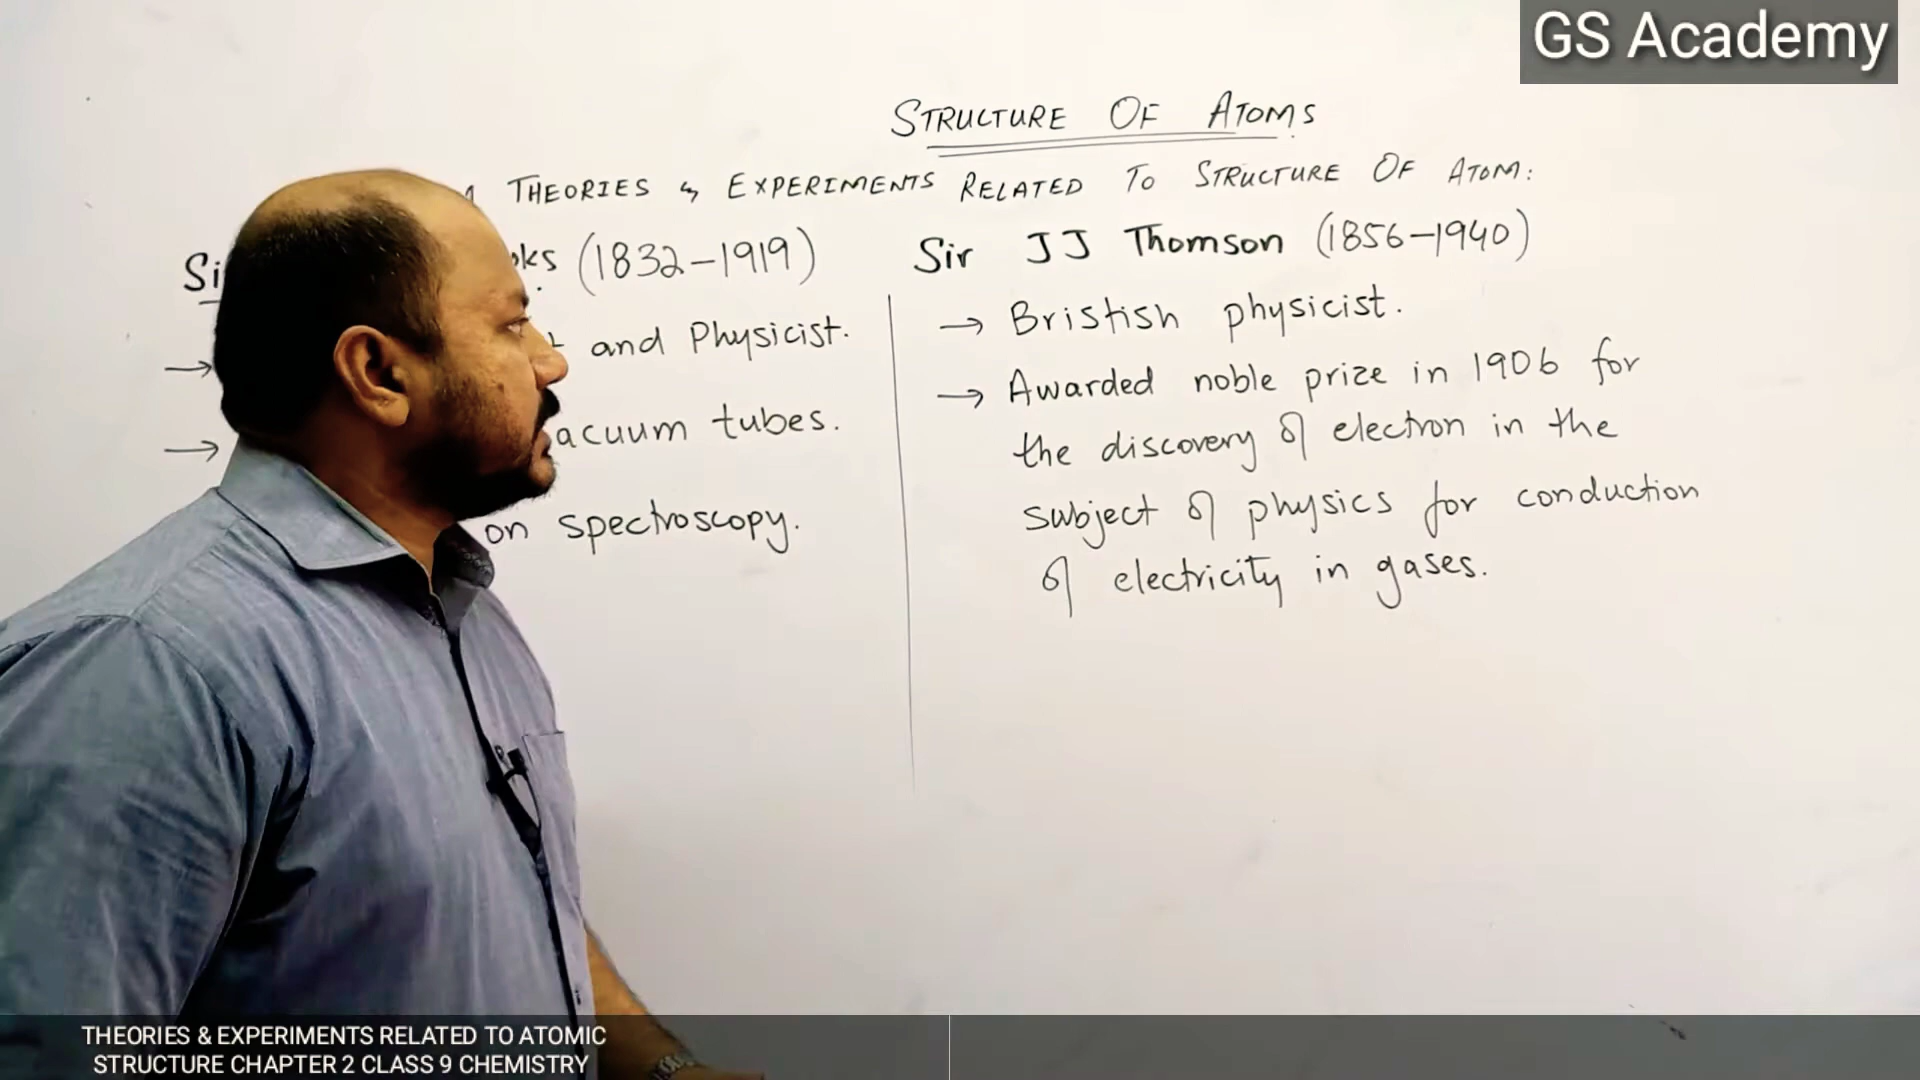 GS Academy
STRUCTURE OF ATOMS
THEORIES & EXPERIMENTS RELATED TO STRUCTURE OF ATOM:
(1832-1919)
and Physicist.
tubes.
on spectroscopy.
Sir JJ Thomson (1856-1940)
→ Bristish physicist.
→ Awarded noble prize in 1906 for
the discovery of electron in the
subject of physics for conduction
of electricity in gases.
THEORIES & EXPERIMENTS RELATED TO ATOMIC
STRUCTURE CHAPTER 2 CLASS 9 CHEMISTRY